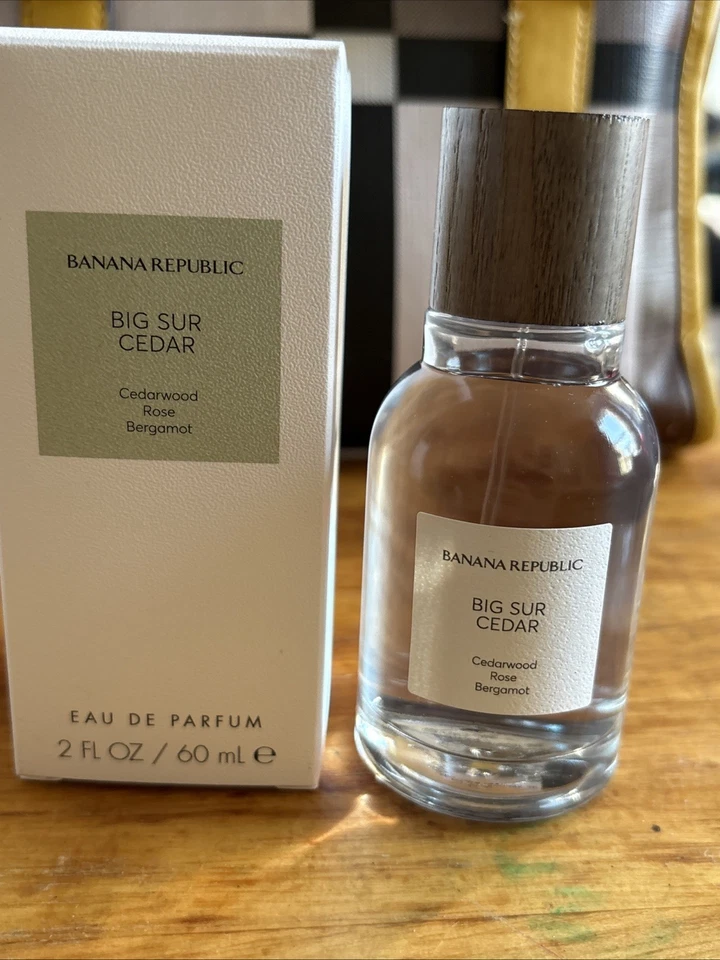 BANANA REPUBLIC
BIG SUR
CEDAR
Cedarwood
Rose
Bergamot
EAU DE PARFUM
2 FL OZ / 60 mL ℮
BANANA REPUBLIC
BIG SUR
CEDAR
Cedarwood
Rose
Bergamot